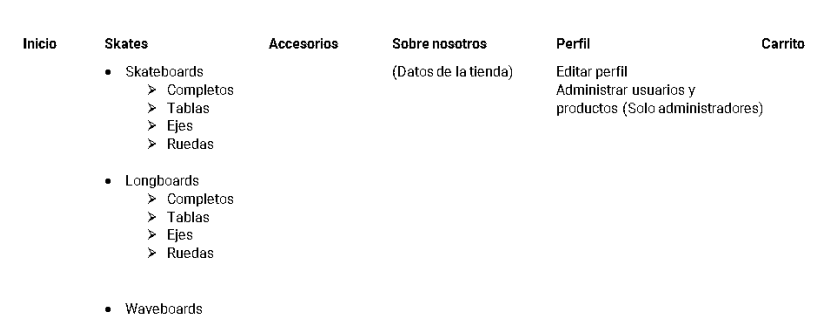 Inicio Skates Accesorios Sobre nosotros Perfil Carrito
• Skateboards (Datos de la tienda) Editar perfil
➢ Completos Administrar usuarios y
➢ Tablas productos (Solo administradores)
➢ Ejes
➢ Ruedas
• Longboards
➢ Completos
➢ Tablas
➢ Ejes
➢ Ruedas
• Waveboards